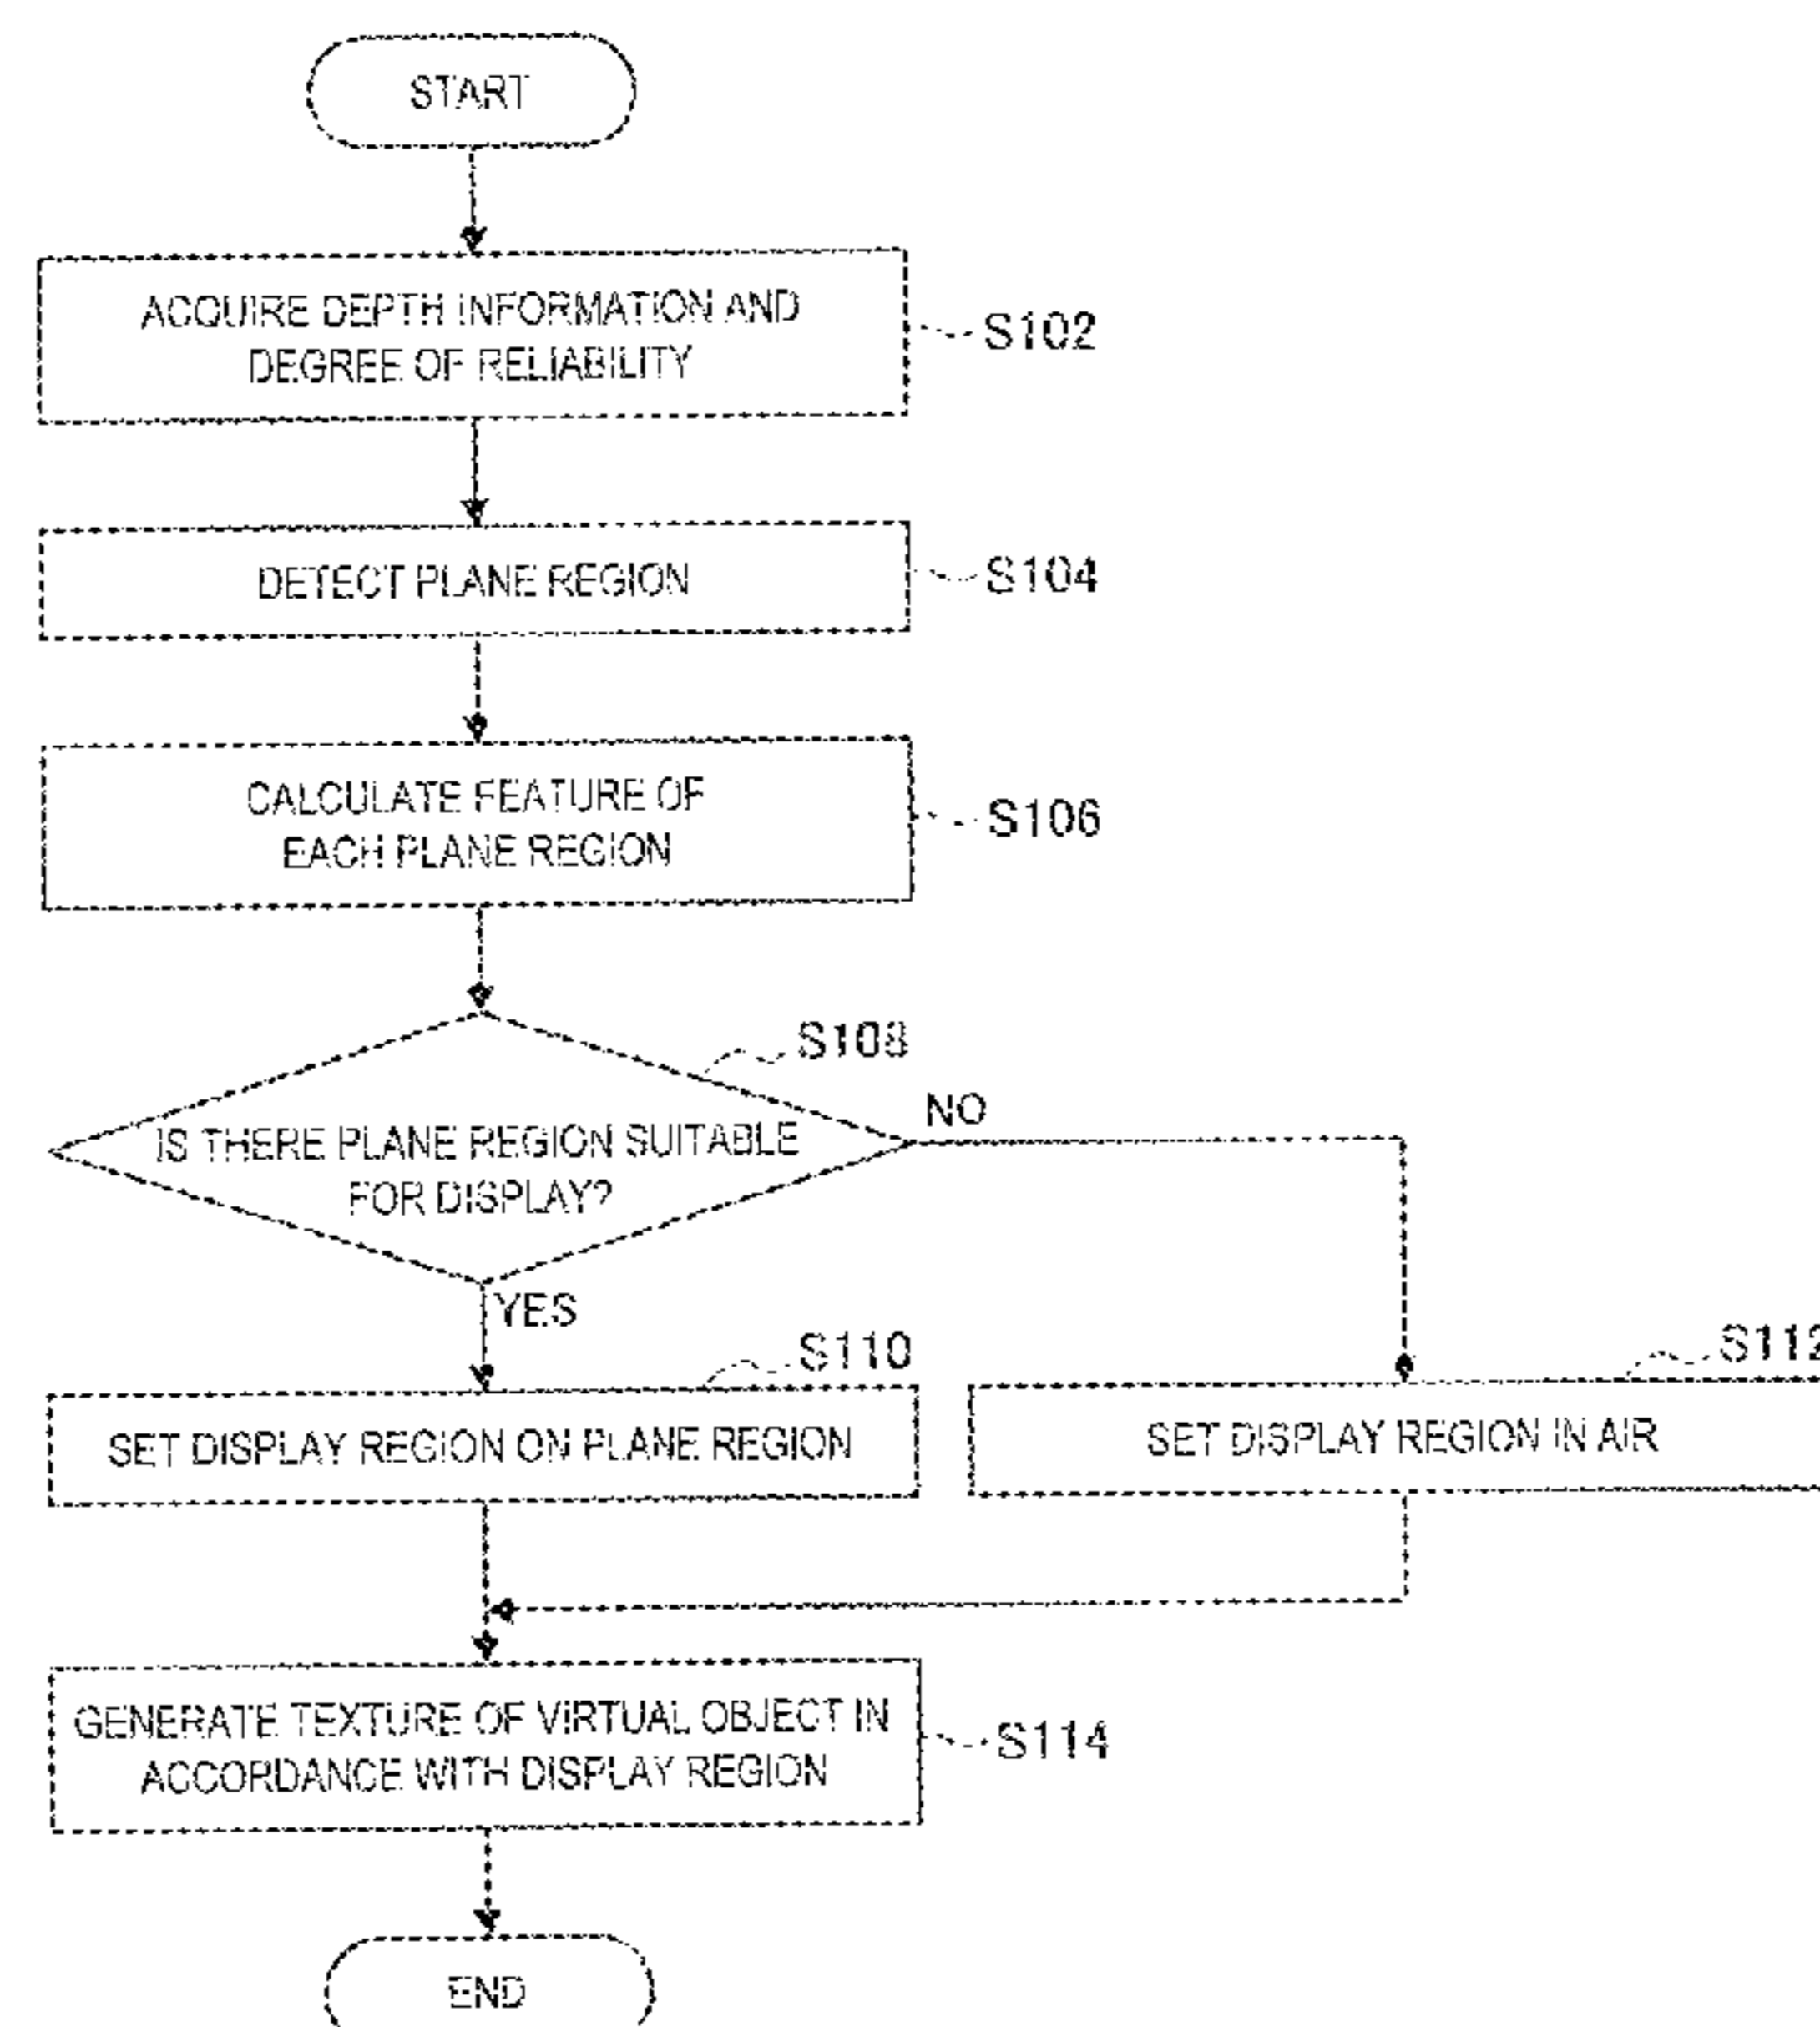 START
ACQUIRE DEPTH INFORMATION AND
DEGREE OF RELIABILITY
S102
DETECT PLANE REGION
S104
CALCULATE FEATURE OF
EACH PLANE REGION
S106
S108
IS THERE PLANE REGION SUITABLE
FOR DISPLAY?
NO
YES
S110
SET DISPLAY REGION ON PLANE REGION
S112
SET DISPLAY REGION IN AIR
GENERATE TEXTURE OF VIRTUAL OBJECT IN
ACCORDANCE WITH DISPLAY REGION
S114
END